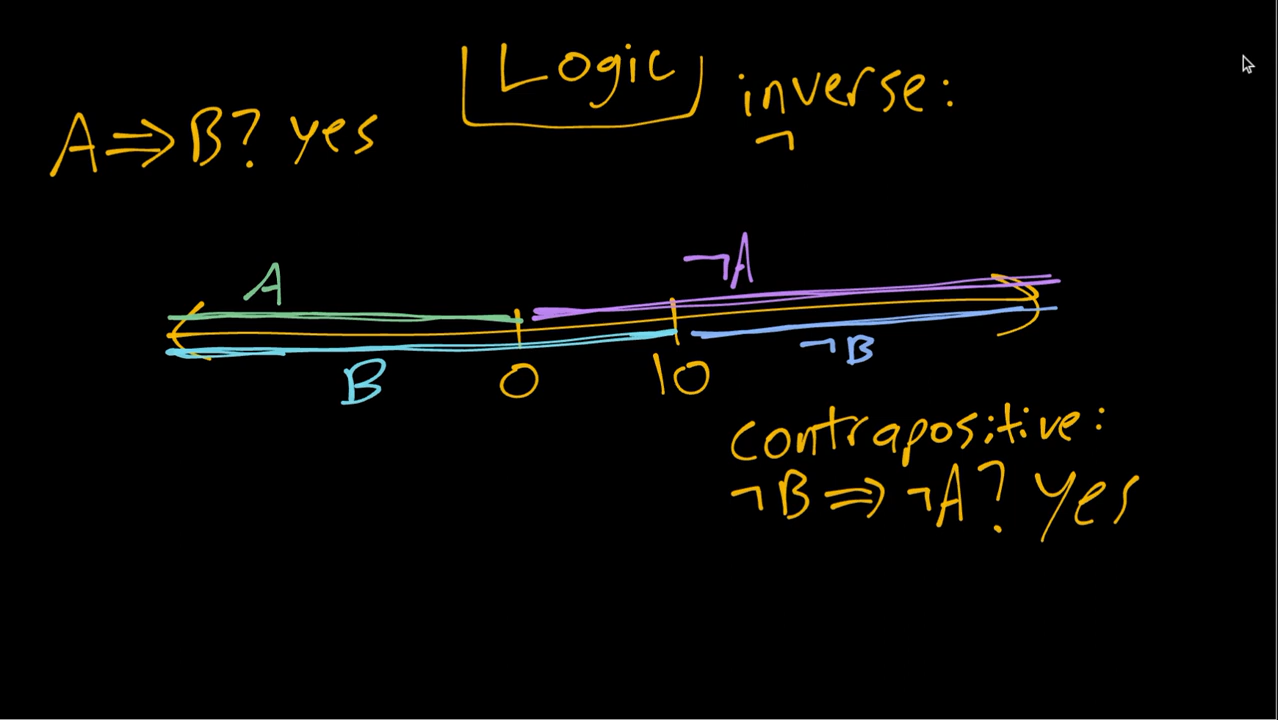 Logic
inverse:
¬
A⇒B? yes
A
¬A
B
0
10
¬B
contrapositive:
¬B⇒¬A? yes